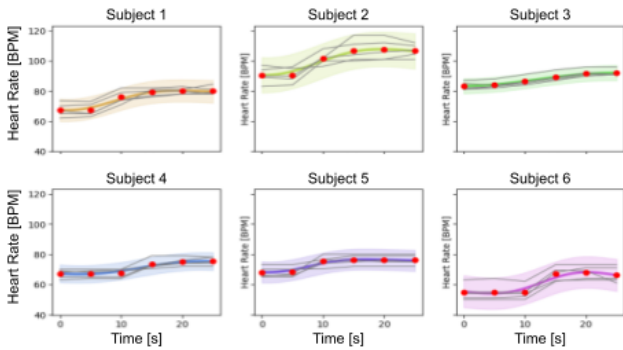 Subject 1 Subject 2 Subject 3
Heart Rate [BPM] Heart Rate [BPM] Heart Rate [BPM]
120
100
80
60
40
Subject 4 Subject 5 Subject 6
Heart Rate [BPM] Heart Rate [BPM] Heart Rate [BPM]
120
100
80
60
40
0 10 20 0 10 20 0 10 20
Time [s] Time [s] Time [s]